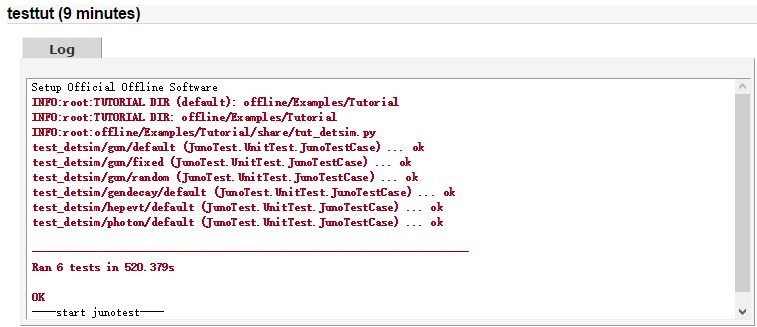 testtut (9 minutes)
Log
Setup Official Offline Software
INFO:root:TUTORIAL DIR (default): offline/Examples/Tutorial
INFO:root:TUTORIAL DIR: offline/Examples/Tutorial
INFO:root:offline/Examples/Tutorial/share/tut_detsim.py
test_detsim/gun/default (JunoTest.UnitTest.JunoTestCase) ... ok
test_detsim/gun/fixed (JunoTest.UnitTest.JunoTestCase) ... ok
test_detsim/gun/random (JunoTest.UnitTest.JunoTestCase) ... ok
test_detsim/gendecay/default (JunoTest.UnitTest.JunoTestCase) ... ok
test_detsim/hepevt/default (JunoTest.UnitTest.JunoTestCase) ... ok
test_detsim/photon/default (JunoTest.UnitTest.JunoTestCase) ... ok
----------------------------------------------------------------------
Ran 6 tests in 520.379s
OK
----start junotest----